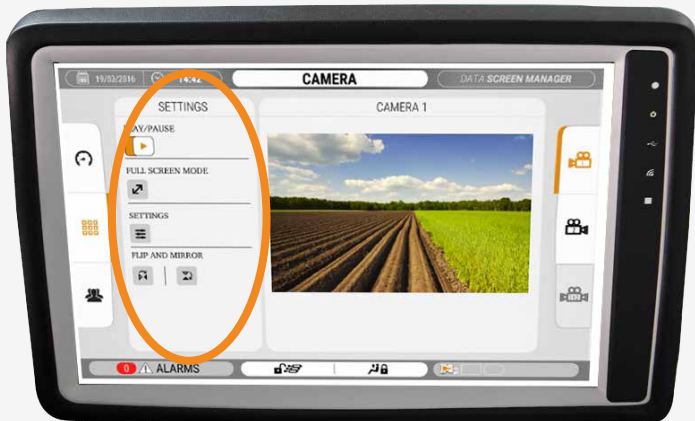 19/03/2016 14:42 CAMERA DATA SCREEN MANAGER
SETTINGS
PLAY/PAUSE
FULL SCREEN MODE
SETTINGS
FLIP AND MIRROR
CAMERA 1
0 ALARMS